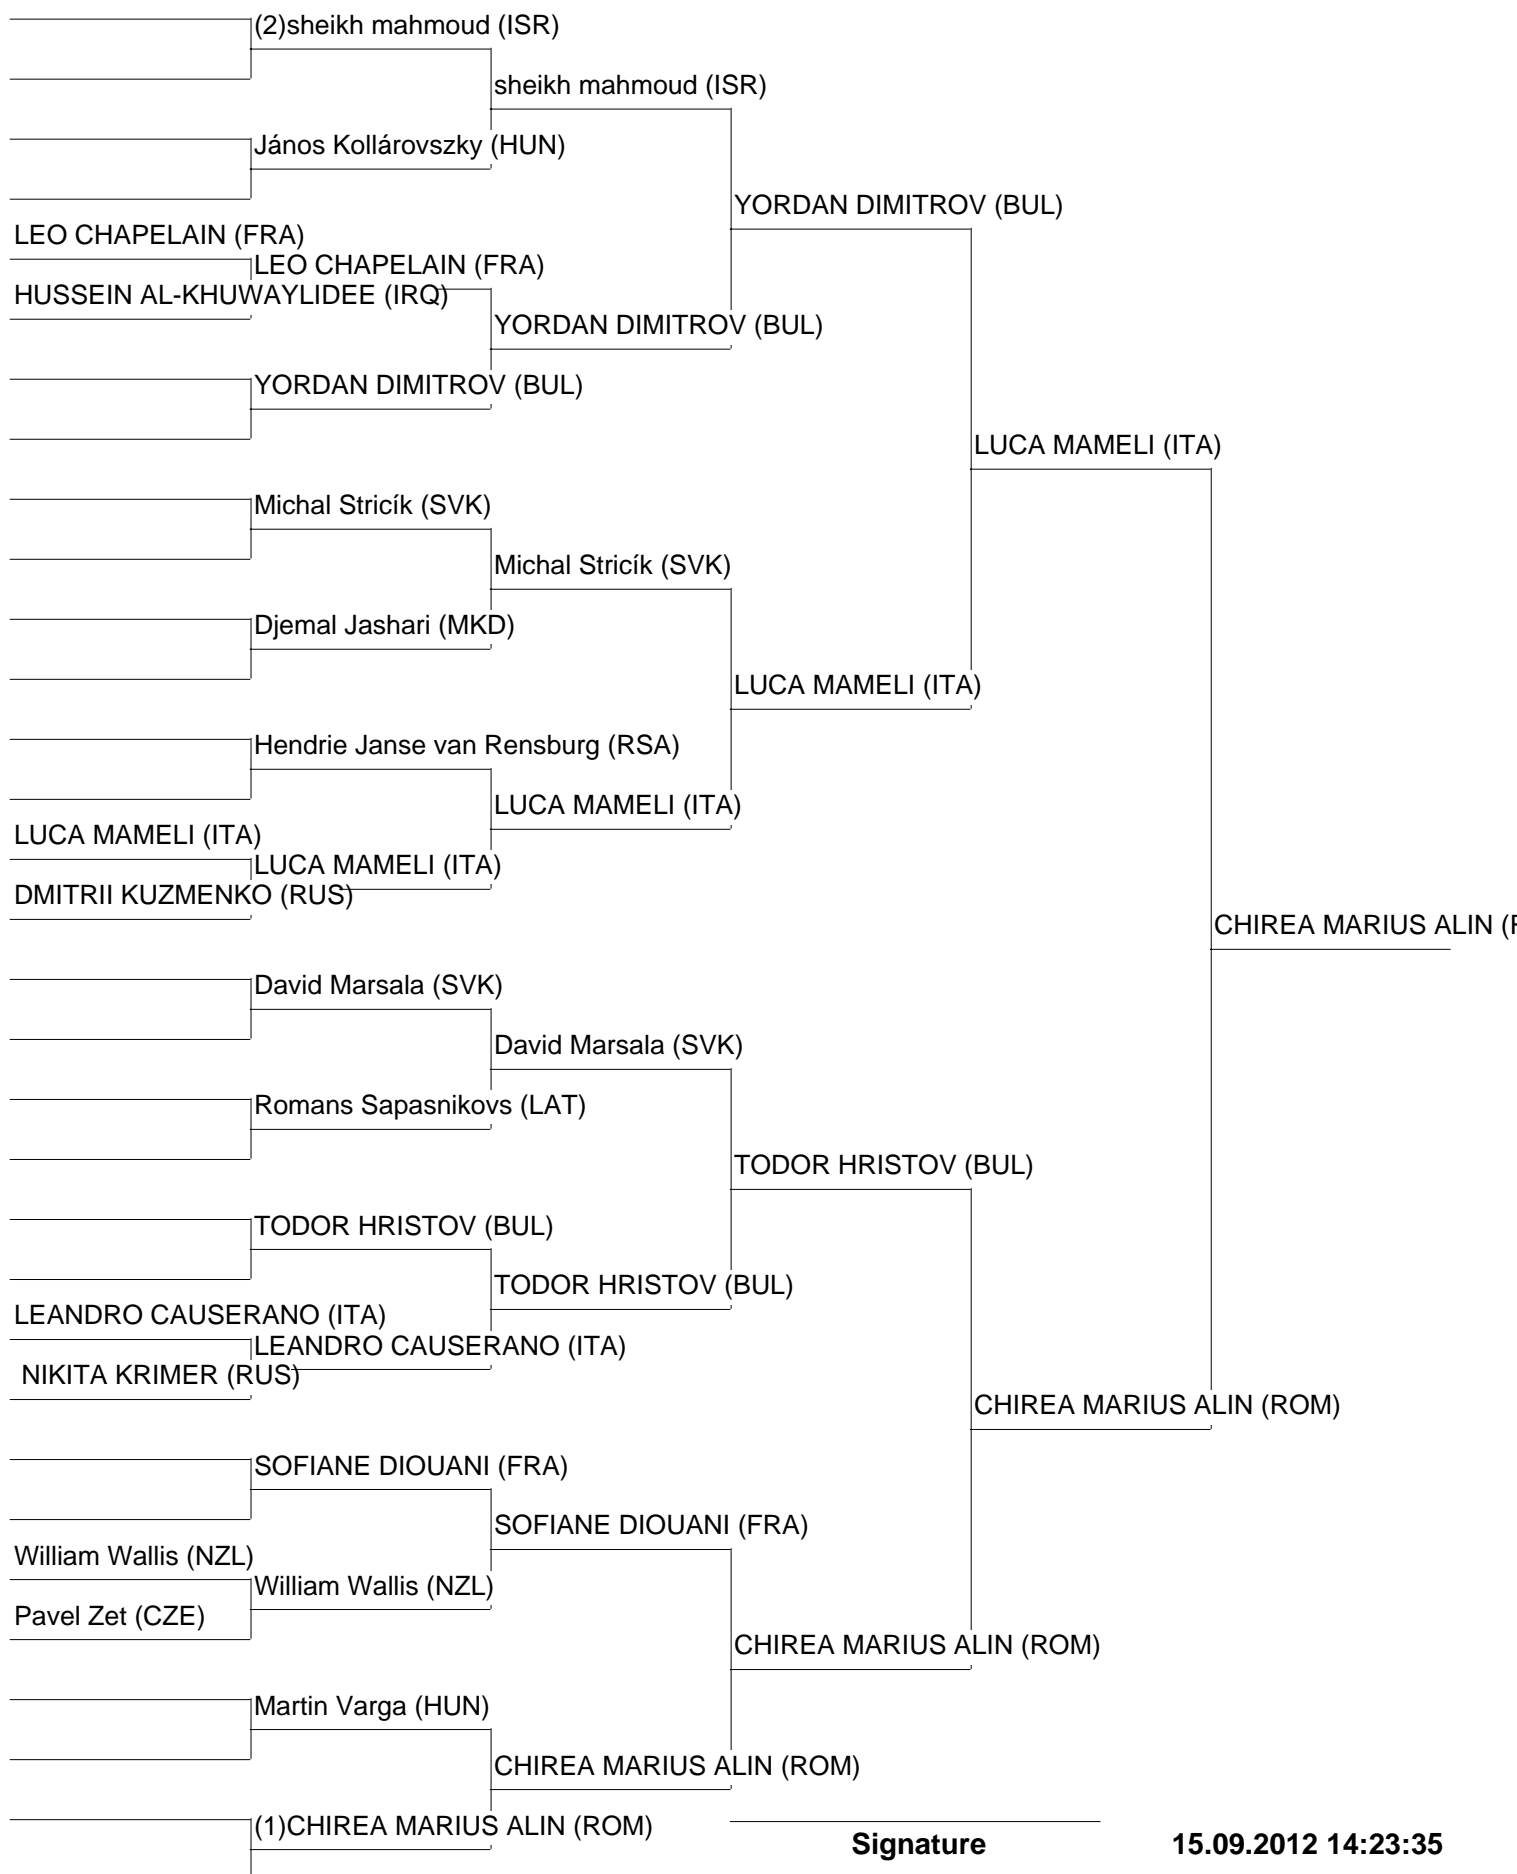 (2)sheikh mahmoud (ISR)
sheikh mahmoud (ISR)
János Kollárovszky (HUN)
YORDAN DIMITROV (BUL)
LEO CHAPELAIN (FRA)
LEO CHAPELAIN (FRA)
HUSSEIN AL-KHUWAYLIDEE (IRQ)
YORDAN DIMITROV (BUL)
YORDAN DIMITROV (BUL)
LUCA MAMELI (ITA)
Michal Stricík (SVK)
Michal Stricík (SVK)
Djemal Jashari (MKD)
LUCA MAMELI (ITA)
Hendrie Janse van Rensburg (RSA)
LUCA MAMELI (ITA)
LUCA MAMELI (ITA)
LUCA MAMELI (ITA)
DMITRII KUZMENKO (RUS)
CHIREA MARIUS ALIN (
David Marsala (SVK)
David Marsala (SVK)
Romans Sapasnikovs (LAT)
TODOR HRISTOV (BUL)
TODOR HRISTOV (BUL)
TODOR HRISTOV (BUL)
LEANDRO CAUSERANO (ITA)
LEANDRO CAUSERANO (ITA)
NIKITA KRIMER (RUS)
CHIREA MARIUS ALIN (ROM)
SOFIANE DIOUANI (FRA)
SOFIANE DIOUANI (FRA)
William Wallis (NZL)
William Wallis (NZL)
Pavel Zet (CZE)
CHIREA MARIUS ALIN (ROM)
Martin Varga (HUN)
CHIREA MARIUS ALIN (ROM)
(1)CHIREA MARIUS ALIN (ROM)
Signature 15.09.2012 14:23:35